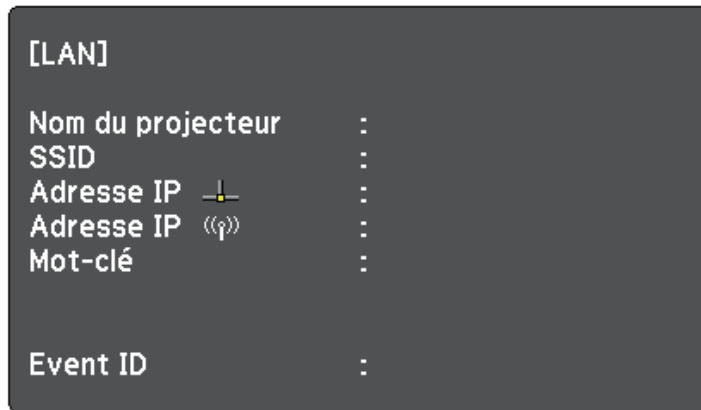 [LAN]
Nom du projecteur :
SSID :
Adresse IP :
Adresse IP :
Mot-clé :
Event ID :